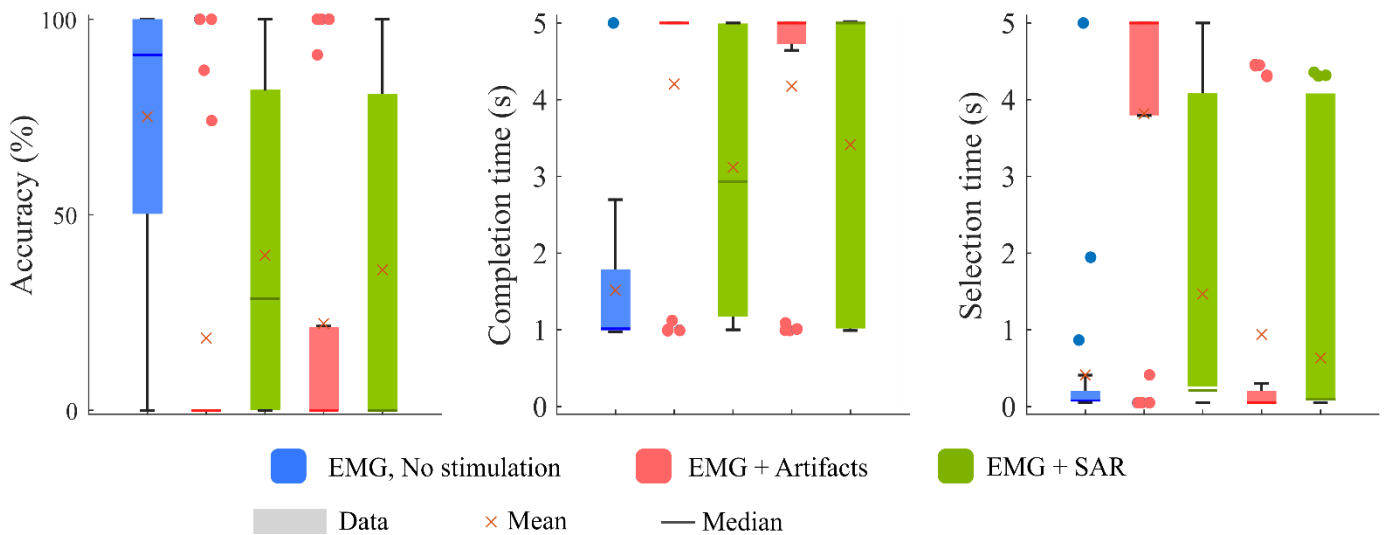 Accuracy (%)
100
50
0
Completion time (s)
5
4
3
2
1
0
Selection time (s)
5
4
3
2
1
0
EMG, No stimulation
EMG + Artifacts
EMG + SAR
Data
Mean
Median